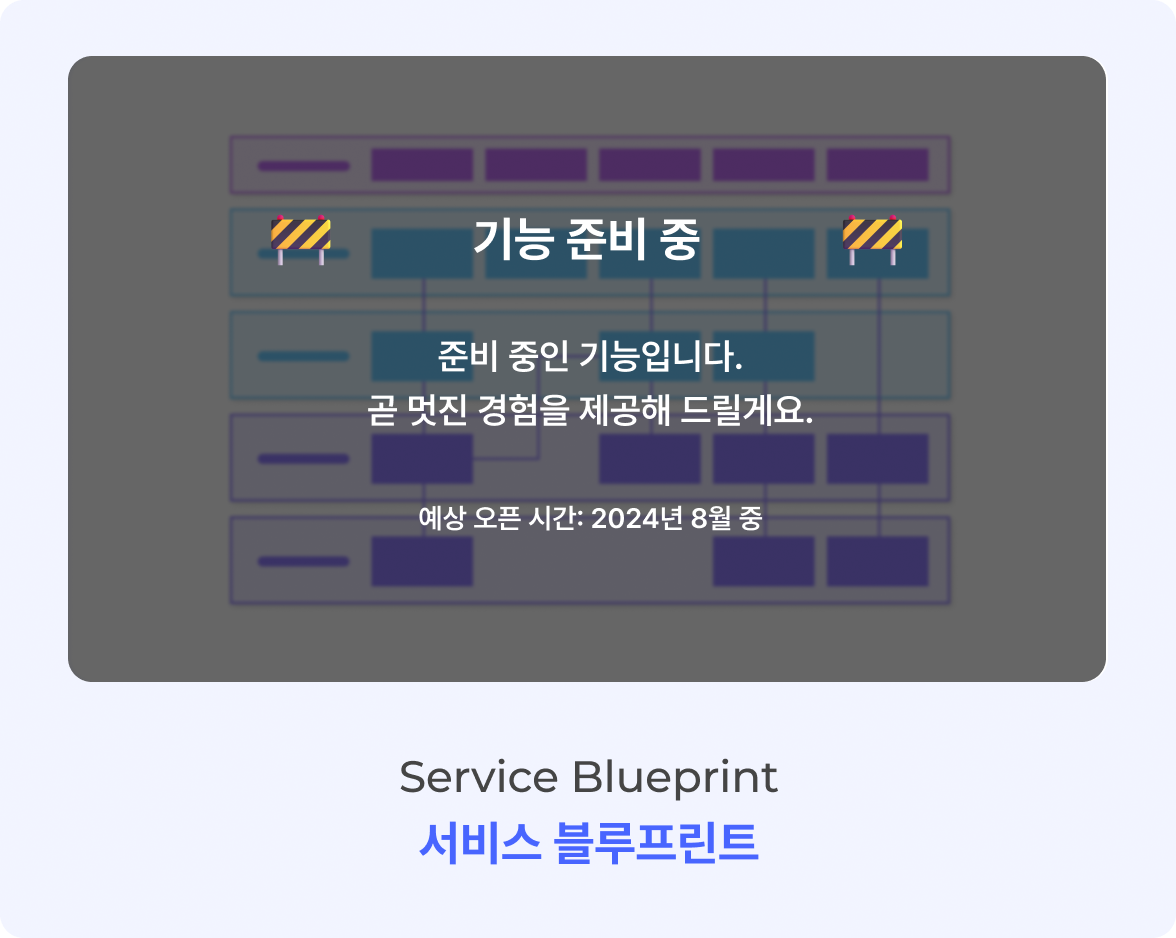 🚧 기능 준비 중 🚧
준비 중인 기능입니다.
곧 멋진 경험을 제공해 드릴게요.
예상 오픈 시간: 2024년 8월 중
Service Blueprint
서비스 블루프린트